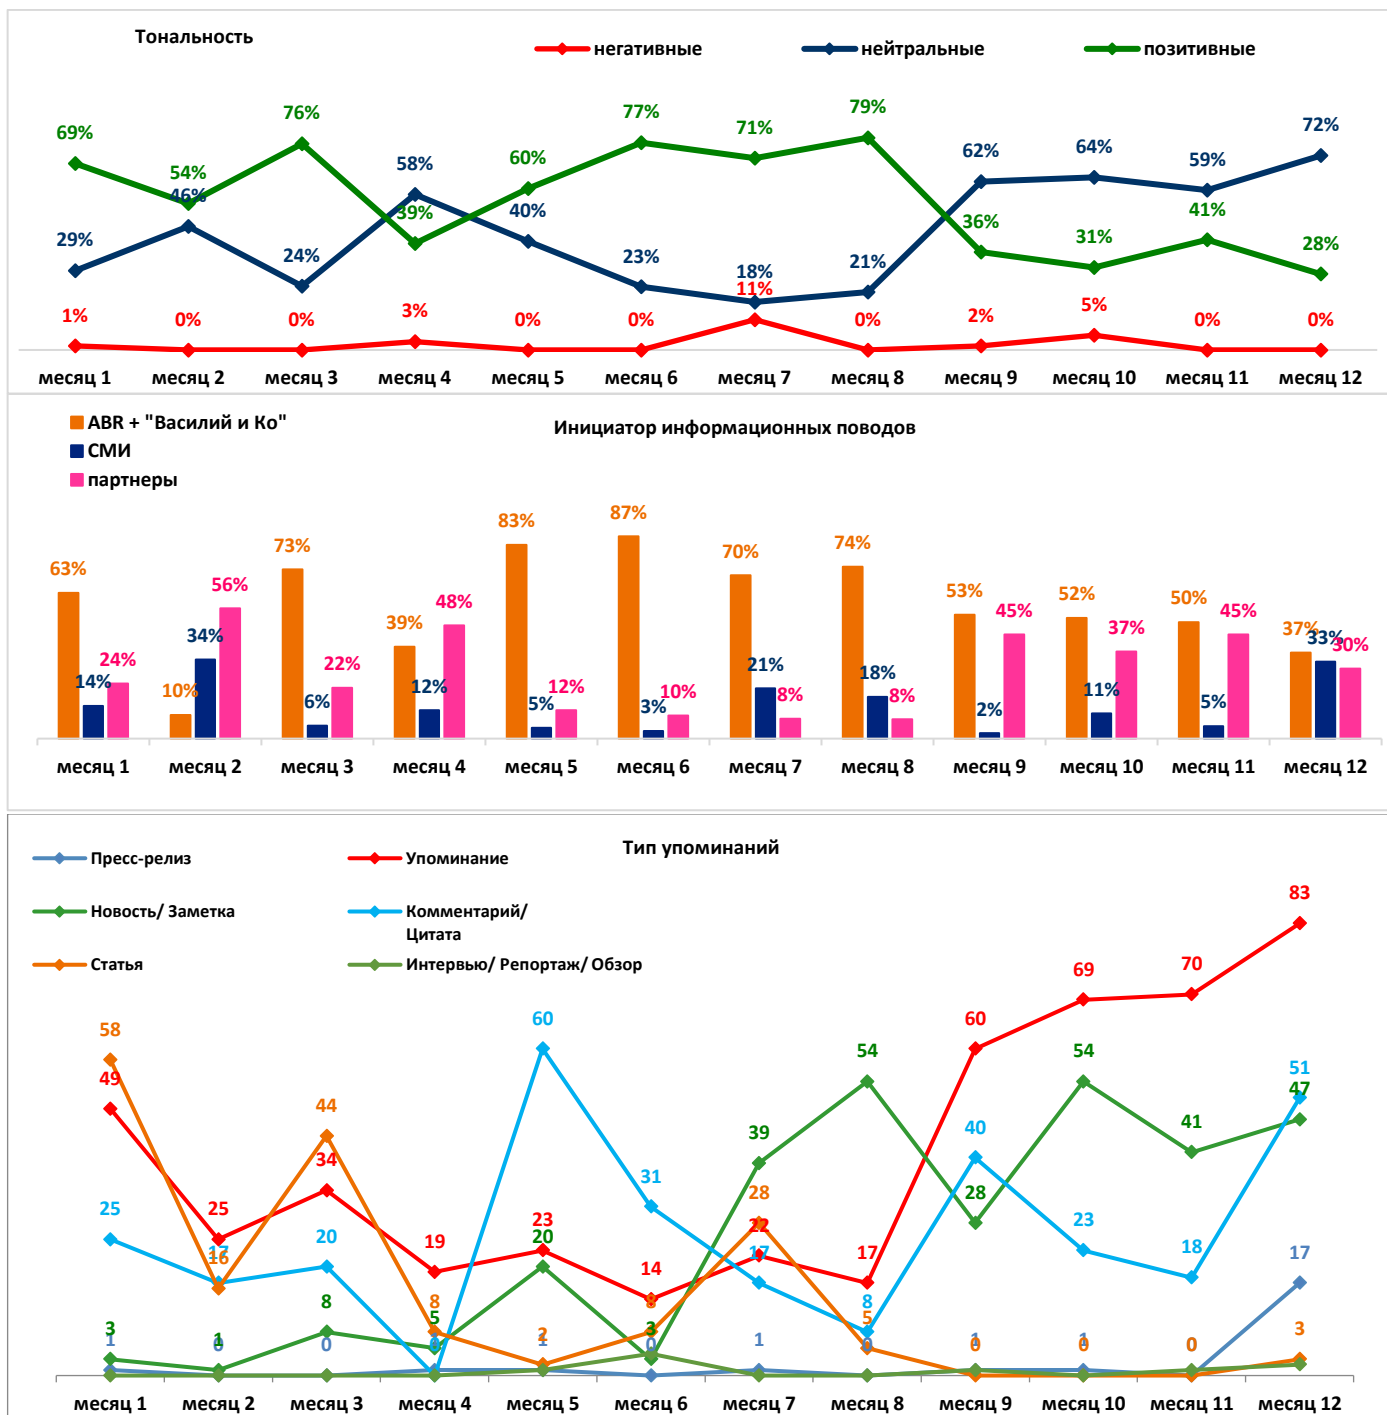 Тональность
негативные
нейтральные
позитивные
69% 54% 76% 39% 60% 77% 71% 79% 36% 31% 41% 28%
29% 46% 24% 58% 40% 23% 18% 21% 62% 64% 59% 72%
1% 0% 0% 3% 0% 0% 11% 0% 2% 5% 0% 0%
месяц 1 месяц 2 месяц 3 месяц 4 месяц 5 месяц 6 месяц 7 месяц 8 месяц 9 месяц 10 месяц 11 месяц 12
ABR + "Василий и Ко"
СМИ
партнеры
Инициатор информационных поводов
63% 10% 73% 39% 83% 87% 70% 74% 53% 52% 50% 37%
14% 34% 6% 12% 5% 3% 21% 18% 2% 11% 5% 33%
24% 56% 22% 48% 12% 10% 8% 8% 45% 37% 45% 30%
месяц 1 месяц 2 месяц 3 месяц 4 месяц 5 месяц 6 месяц 7 месяц 8 месяц 9 месяц 10 месяц 11 месяц 12
Тип упоминаний
Пресс-релиз
Упоминание
Новость/ Заметка
Комментарий/
Цитата
Статья
Интервью/ Репортаж/ Обзор
49 25 34 19 23 14 22 17 60 69 70 83
58 16 44 8 2 8 28 5 0 0 0 3
25 17 20 60 31 17 8 40 23 18 51
3 1 8 5 20 3 39 54 28 54 41 47
1 0 0 1 0 1 0 1 1 17
месяц 1 месяц 2 месяц 3 месяц 4 месяц 5 месяц 6 месяц 7 месяц 8 месяц 9 месяц 10 месяц 11 месяц 12